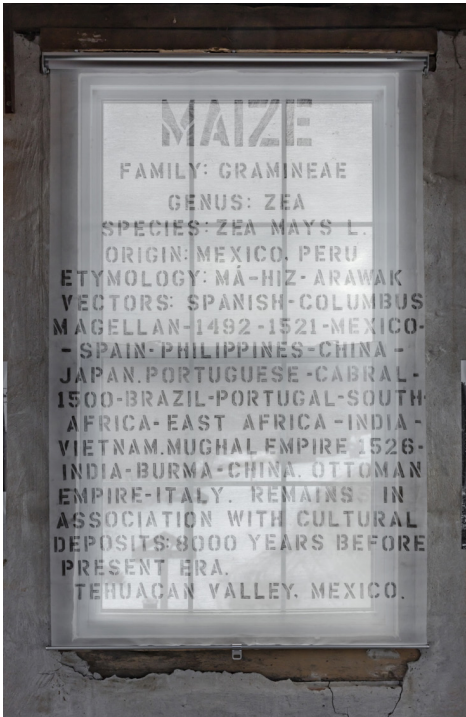 MAIZE
FAMILY: GRAMINEAE
GENUS: ZEA
SPECIES: ZEA MAYS L.
ORIGIN: MEXICO, PERU
ETYMOLOGY: MÁ-HIZ- ARAWAK
VECTORS: SPANISH-COLUMBUS
MAGELLAN-1492-1521-MEXICO-
-SPAIN-PHILIPPINES-CHINA-
JAPAN.PORTUGUESE-CABRAL-
1500-BRAZIL-PORTUGAL-SOUTH-
AFRICA-EAST AFRICA-INDIA-
VIETNAM.MUGHAL EMPIRE 1526-
INDIA-BURMA-CHINA. OTTOMAN
EMPIRE-ITALY. REMAINS IN
ASSOCIATION WITH CULTURAL
DEPOSITS:8000 YEARS BEFORE
PRESENT ERA.
TEHUACAN VALLEY, MEXICO.